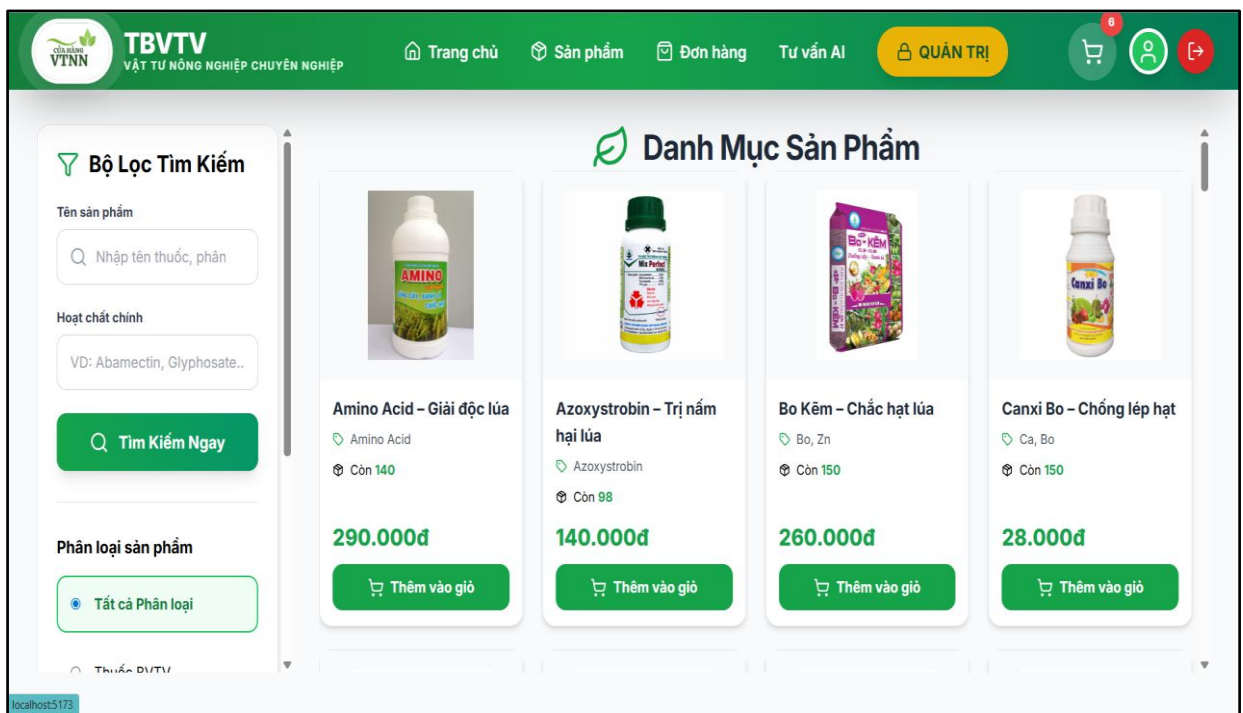 CỬA HÀNG
VTNN
TBVTV
VẬT TƯ NÔNG NGHIỆP CHUYÊN NGHIỆP
Trang chủ
Sản phẩm
Đơn hàng
Tư vấn AI
QUẢN TRỊ
6
Bộ Lọc Tìm Kiếm
Tên sản phẩm
Nhập tên thuốc, phân
Hoạt chất chính
VD: Abamectin, Glyphosate..
Tìm Kiếm Ngay
Phân loại sản phẩm
Tất cả Phân loại
Thuốc BVTV
Danh Mục Sản Phẩm
AMINO
Amino Acid – Giải độc lúa
Amino Acid
Còn 140
290.000đ
Thêm vào giỏ
Mix Perfect
Azoxystrobin – Trị nấm
hại lúa
Azoxystrobin
Còn 98
140.000đ
Thêm vào giỏ
Bo-KẼM
Bo Kẽm – Chắc hạt lúa
Bo, Zn
Còn 150
260.000đ
Thêm vào giỏ
Canxi Bo
Canxi Bo – Chống lép hạt
Ca, Bo
Còn 150
28.000đ
Thêm vào giỏ
localhost:5173